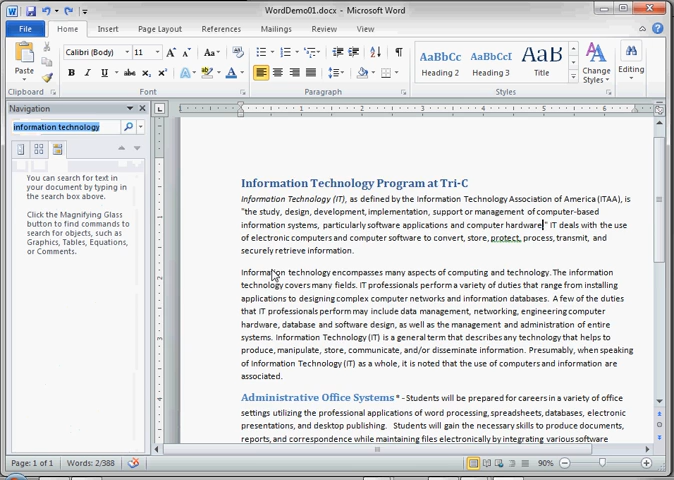 WordDemo01.docx - Microsoft Word
File Home Insert Page Layout References Mailings Review View
Paste
Calibri (Body) 11
B I U abc x₂ x²
Aa
A
AaBbCc AaBbCcI AaB
Heading 2 Heading 3 Title
Change Styles
Editing
Clipboard Font Paragraph Styles
Navigation
information technology
You can search for text in
your document by typing in
the search box.
Click the Magnifying Glass
button to find commands to
search for objects, such as
Graphics, Tables, Equations,
or Comments.
1 2 3 4 5 6
Information Technology Program at Tri-C
Information Technology (IT), as defined by the Information Technology Association of America (ITAA), is
"the study, design, development, implementation, support or management of computer-based
information systems, particularly software applications and computer hardware." IT deals with the use
of electronic computers and computer software to convert, store, protect, process, transmit, and
securely retrieve information.
Information technology encompasses many aspects of computing and technology. The information
technology covers many fields. IT professionals perform a variety of duties that range from installing
applications to designing complex computer networks and information databases. A few of the duties
that IT professionals perform may include data management, networking, engineering computer
hardware, database and software design, as well as the management and administration of entire
systems. Information Technology (IT) is a general term that describes any technology that helps to
produce, manipulate, store, communicate, and/or disseminate information. Presumably, when speaking
of Information Technology (IT) as a whole, it is noted that the use of computers and information are
associated.
Administrative Office Systems * - Students will be prepared for careers in a variety of office
settings utilizing the professional applications of word processing, spreadsheets, databases, electronic
presentations, and desktop publishing. Students will gain the necessary skills to produce documents,
reports, and correspondence while maintaining files electronically by integrating various software
Page: 1 of 1 Words: 2/388 90%